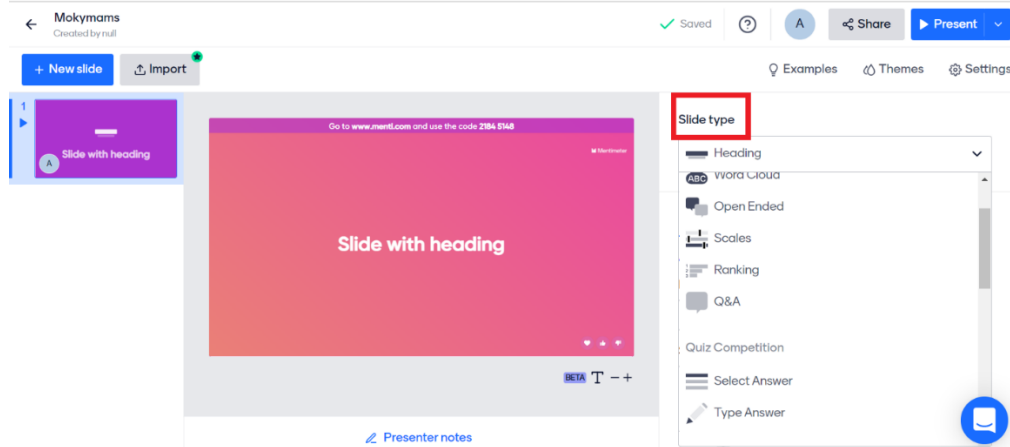 Mokymams
Created by null
Saved
?
A
Share
Present
+ New slide
Import
Examples
Themes
Settings
1
Slide with heading
A
Go to www.menti.com and use the code 2184 5148
Mentimeter
Slide with heading
BETA T − +
Presenter notes
Slide type
Heading
ABC Word Cloud
Open Ended
Scales
Ranking
Q&A
Quiz Competition
Select Answer
Type Answer